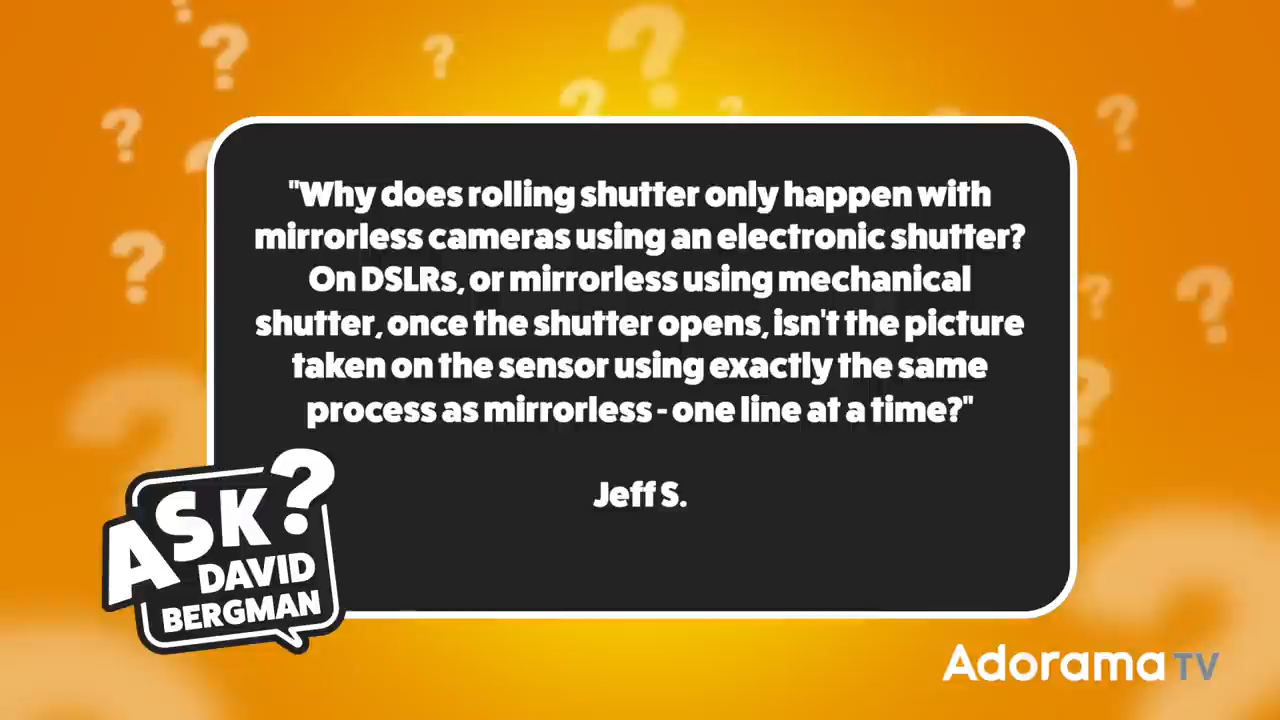 "Why does rolling shutter only happen with
mirrorless cameras using an electronic shutter?
On DSLRs, or mirrorless using mechanical
shutter, once the shutter opens, isn't the picture
taken on the sensor using exactly the same
process as mirrorless - one line at a time?"
Jeff S.
ASK?
DAVID
BERGMAN
Adorama TV